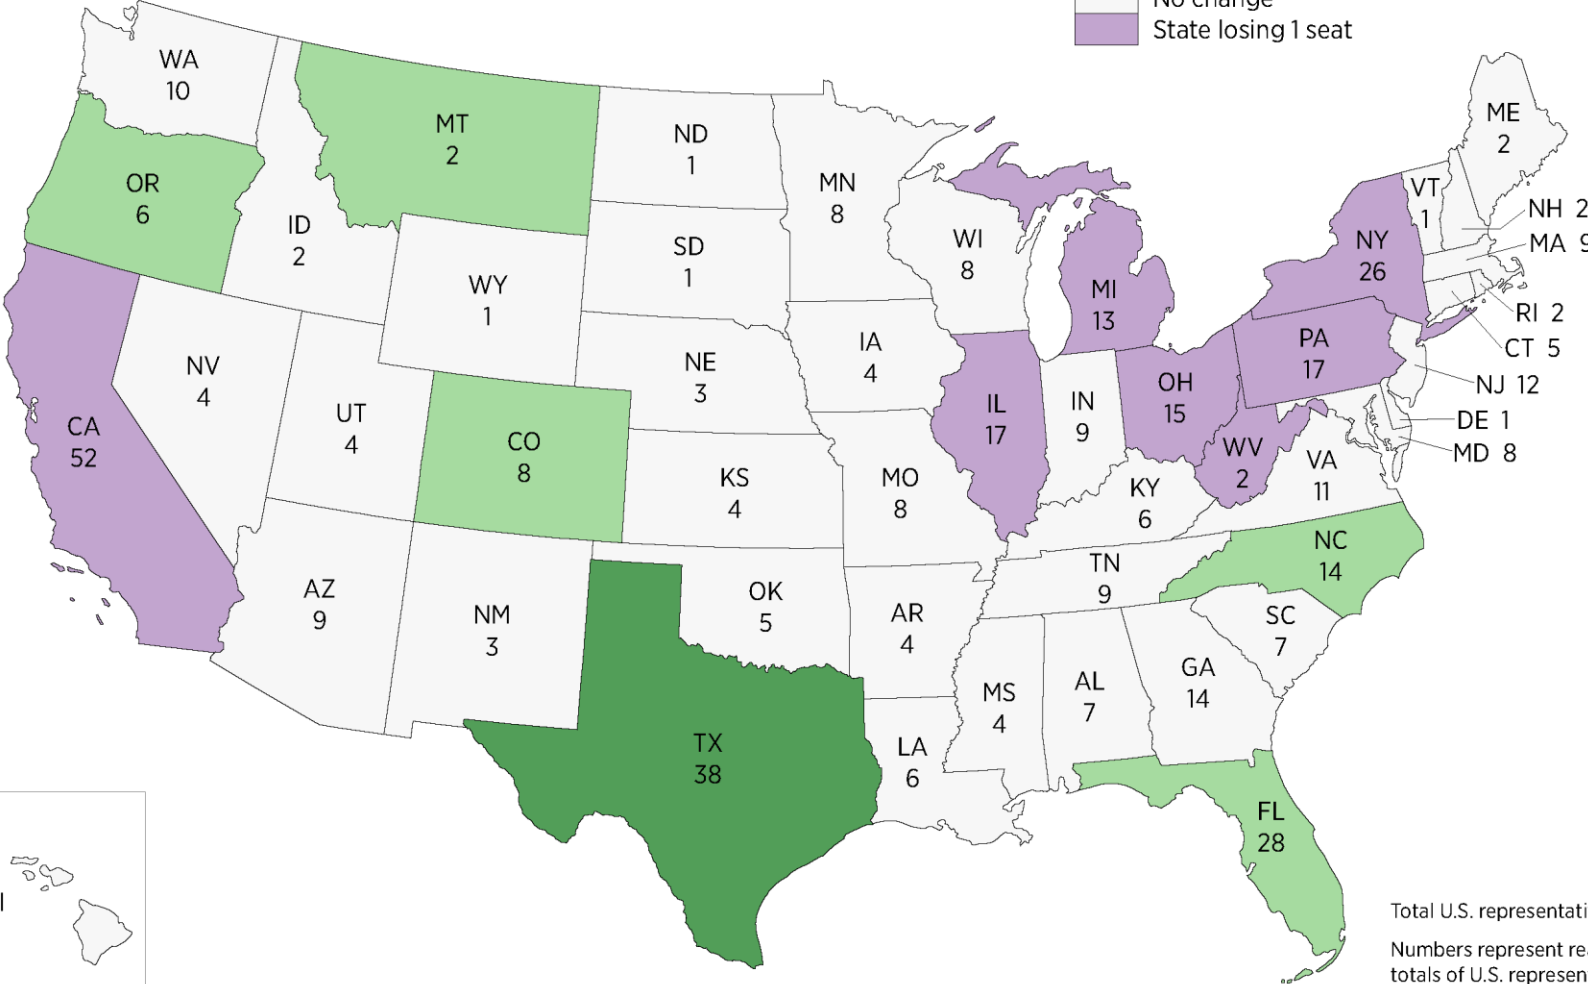 No change
State losing 1 seat
WA
10
MT
2
ND
1
MN
8
ME
2
OR
6
ID
2
SD
1
WI
8
VT
1
NH 2
NY
26
MA 9
WY
1
MI
13
RI 2
IA
4
PA
17
CT 5
NV
4
NE
3
OH
15
NJ 12
UT
4
IL
17
IN
9
DE 1
CA
52
CO
8
WV
2
MD 8
KS
4
MO
8
KY
6
VA
11
NC
14
AZ
9
NM
3
OK
5
AR
4
TN
9
SC
7
MS
4
AL
7
GA
14
TX
38
LA
6
FL
28
Total U.S.
Numbers represent
totals of U.S.